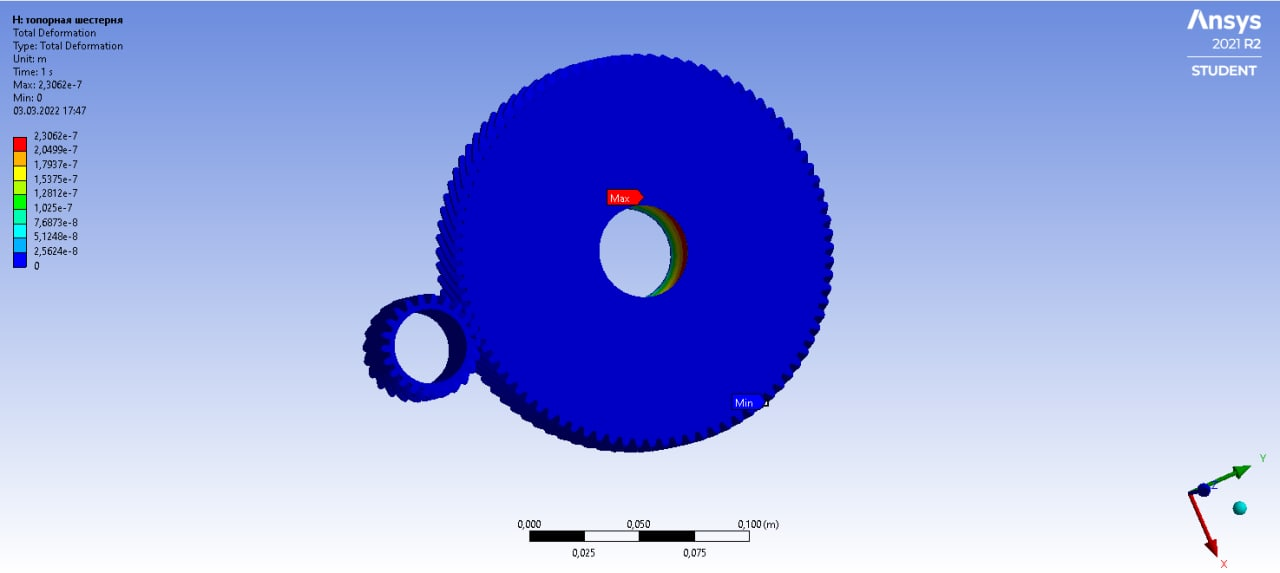 H: топорная шестерня
Total Deformation
Type: Total Deformation
Unit: m
Time: 1 s
Max: 2,3062e-7
Min: 0
03.03.2022 17:47
2,3062e-7
2,0499e-7
1,7937e-7
1,5375e-7
1,2812e-7
1,025e-7
7,6873e-8
5,1248e-8
2,5624e-8
0
Ansys
2021 R2
STUDENT
Max
Min
0,000 0,050 0,100 (m)
0,025 0,075
Y
Z
X